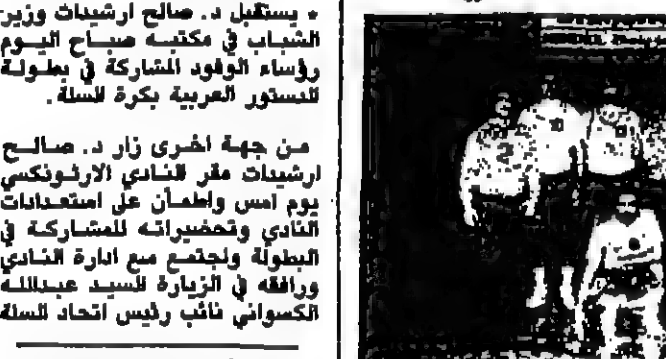 * يستقبل د. صالح ارشيدات وزير
الشباب في مكتبه صباح اليوم
رؤساء الوفود المشاركة في بطولة
الدستور العربية بكرة السلة.
من جهة اخرى زار د. صالح
ارشيدات مقر النادي الارثونكسي
يوم امس واطمأن على استعدادات
النادي وتحضيراته للمشاركة في
البطولة واجتمع مع ادارة النادي
ورافقه في الزيارة السيد عبدالله
الكسواني نائب رئيس اتحاد السلة